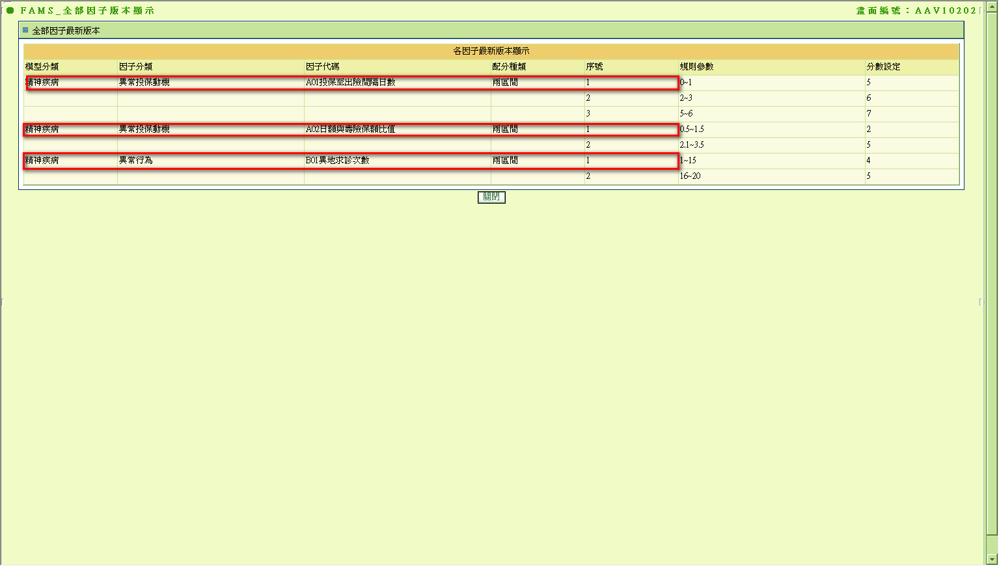 FAMS_全部因子版本顯示 畫面編號：AAV10202
全部因子最新版本
各因子最新版本顯示
模型分類 因子分類 因子代碼 配分種類 序號 規則參數 分數設定
精神疾病 異常投保動機 A01投保至出險間隔日數 兩區間 1 0~1 5
2 2~3 6
3 5~6 7
精神疾病 異常投保動機 A02日額與壽險保額比值 兩區間 1 0.5~1.5 2
2 2.1~3.5 5
精神疾病 異常行為 B01異地求診次數 兩區間 1 1~15 4
2 16~20 5
關閉